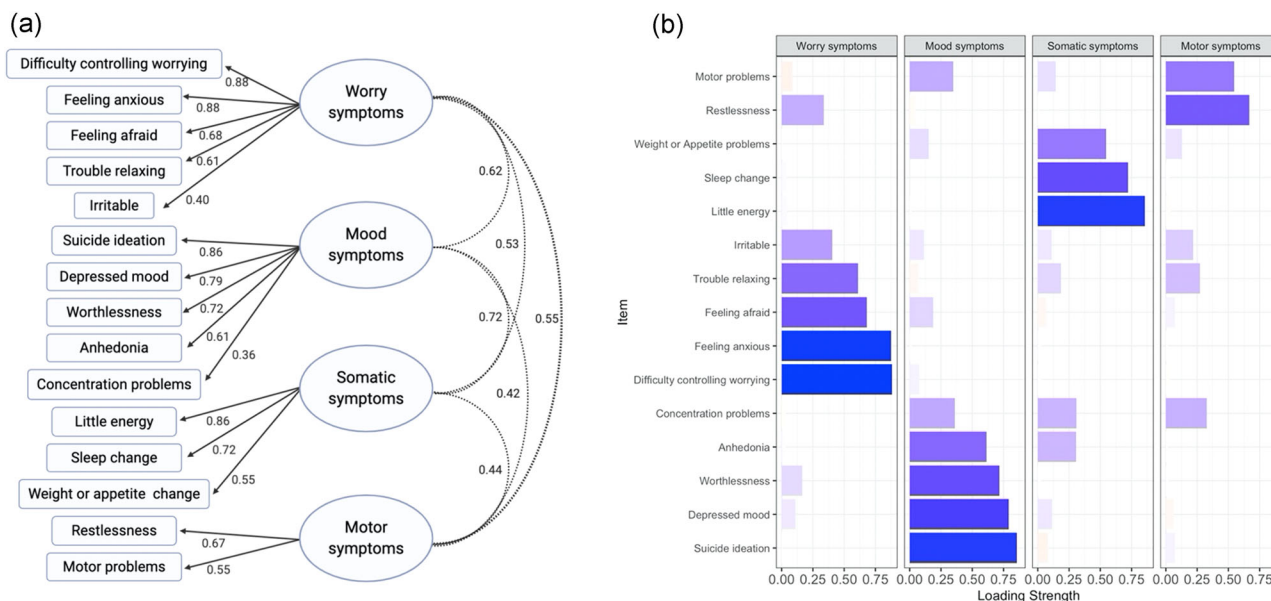 (a)
Difficulty controlling worrying
Feeling anxious
Feeling afraid
Trouble relaxing
Irritable
Suicide ideation
Depressed mood
Worthlessness
Anhedonia
Concentration problems
Little energy
Sleep change
Weight or appetite change
Restlessness
Motor problems
0.88
0.88
0.68
0.61
0.40
0.86
0.79
0.72
0.61
0.36
0.86
0.72
0.55
0.67
0.55
Worry
symptoms
Mood
symptoms
Somatic
symptoms
Motor
symptoms
0.62
0.53
0.72
0.55
0.42
0.44
(b)
Worry symptoms
Mood symptoms
Somatic symptoms
Motor symptoms
Item
Motor problems
Restlessness
Weight or Appetite problems
Sleep change
Little energy
Irritable
Trouble relaxing
Feeling afraid
Feeling anxious
Difficulty controlling worrying
Concentration problems
Anhedonia
Worthlessness
Depressed mood
Suicide ideation
0.00 0.25 0.50 0.75
0.00 0.25 0.50 0.75
0.00 0.25 0.50 0.75
0.00 0.25 0.50 0.75
Loading Strength